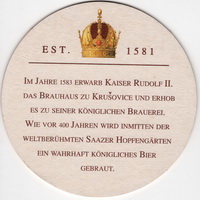 EST. 1581
IM JAHRE 1583 ERWARB KAISER RUDOLF II.
DAS BRAUHAUS ZU KRUŠOVICE UND ERHOB
ES ZU SEINER KÖNIGLICHEN BRAUEREI.
WIE VOR 400 JAHREN WIRD INMITTEN DER
WELTBERÜHMTEN SAAZER HOPFENGÄRTEN
EIN WAHRHAFT KÖNIGLICHES BIER
GEBRAUT.